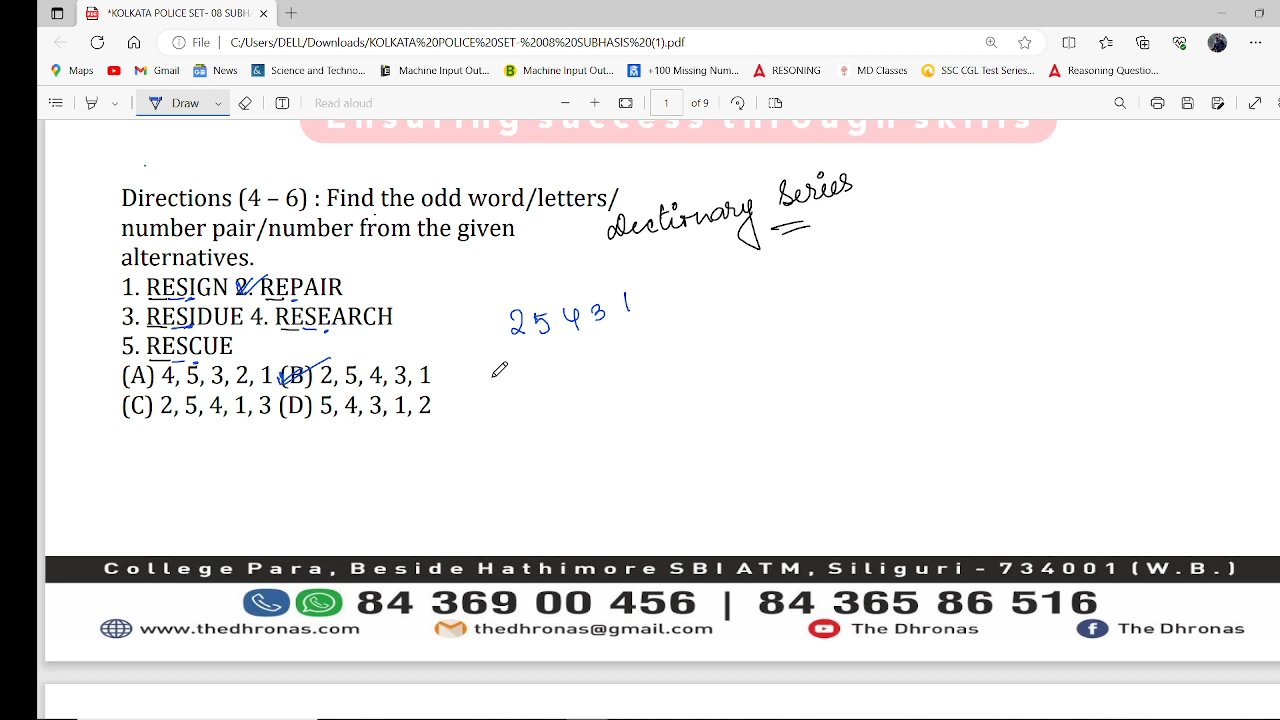 *KOLKATA POLICE SET- 08 SUBH
File | C:/Users/DELL/Downloads/KOLKATA%20POLICE%20SET-%2008%20SUBHASIS%20(1).pdf
Maps Gmail News Science and Techno... Machine Input Out... Machine Input Out... +100 Missing Num... RESONING MD Classes SSC CGL Test Series... Reasoning Questio...
Draw Read aloud 1 of 9
Ensuring success through skills
Directions (4 – 6) : Find the odd word/letters/
number pair/number from the given
alternatives.
Dectionary Series
1. RESIGN 2. REPAIR
3. RESIDUE 4. RESEARCH
5. RESCUE
2 5 4 3 1
(A) 4, 5, 3, 2, 1 (B) 2, 5, 4, 3, 1
(C) 2, 5, 4, 1, 3 (D) 5, 4, 3, 1, 2
College Para, Beside Hathimore SBI ATM, Siliguri - 734001 (W.B.)
84 369 00 456 | 84 365 86 516
www.thedhronas.com thedhronas@gmail.com The Dhronas The Dhronas